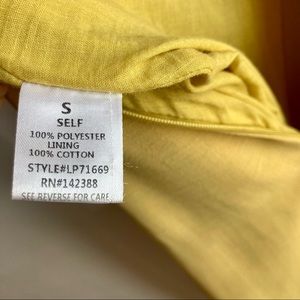 S
SELF
100% POLYESTER
LINING
100% COTTON
STYLE#LP71669
RN#142388
SEE REVERSE FOR CARE